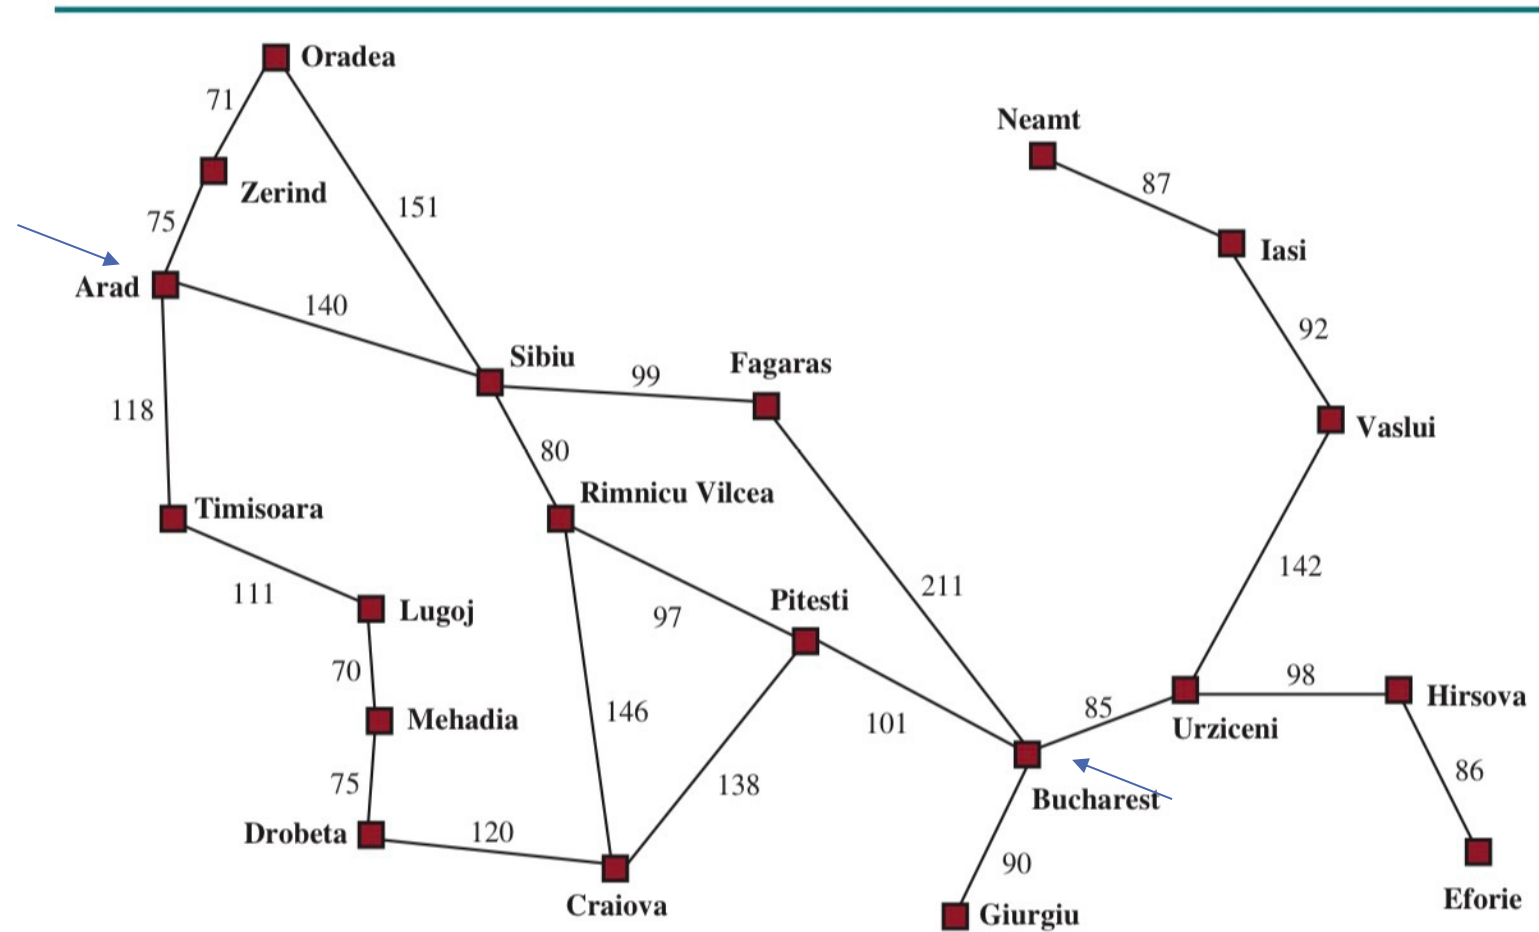 Oradea
71
Neamt
87
Zerind
151
75
Iasi
Arad
140
92
Sibiu
99
Fagaras
118
Vaslui
80
Rimnicu Vilcea
Timisoara
142
211
111
Lugoj
97
Pitesti
70
98
Hirsova
Mehadia
146
101
85
Urziceni
86
75
138
Bucharest
Drobeta
120
90
Craiova
Giurgiu
Eforie